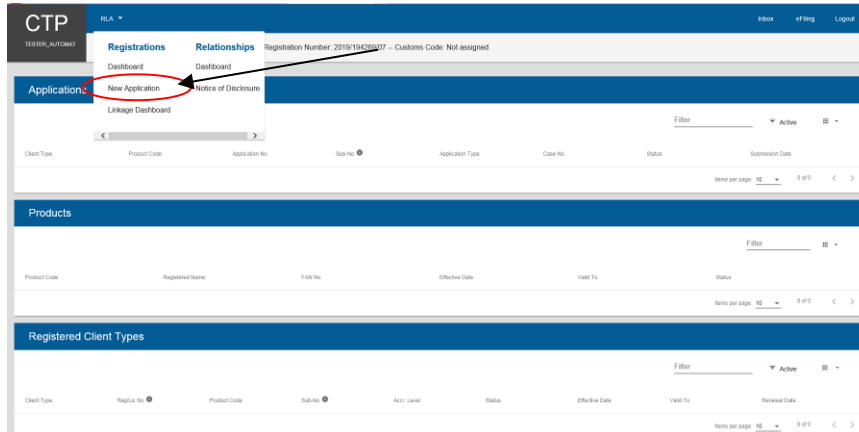 CTP
RLA
Inbox eFiling Logout
TESTER_AUTOMAT
Registrations Relationships
Registration Number: 2019/194269/07 -- Customs Code: Not assigned
Dashboard Dashboard
New Application Notice of Disclosure
Linkage Dashboard
Applications
Filter Active
Client Type Product Code Application No Sub-No Application Type Case No Status Submission Date
Items per page: 10 0 of 0
Products
Filter
Product Code Registered Name FAN No Effective Date Valid To Status
Items per page: 10 0 of 0
Registered Client Types
Filter Active
Client Type Reg/Lic No Product Code Sub-No Accr. Level Status Effective Date Valid To Renewal Date
Items per page: 10 0 of 0